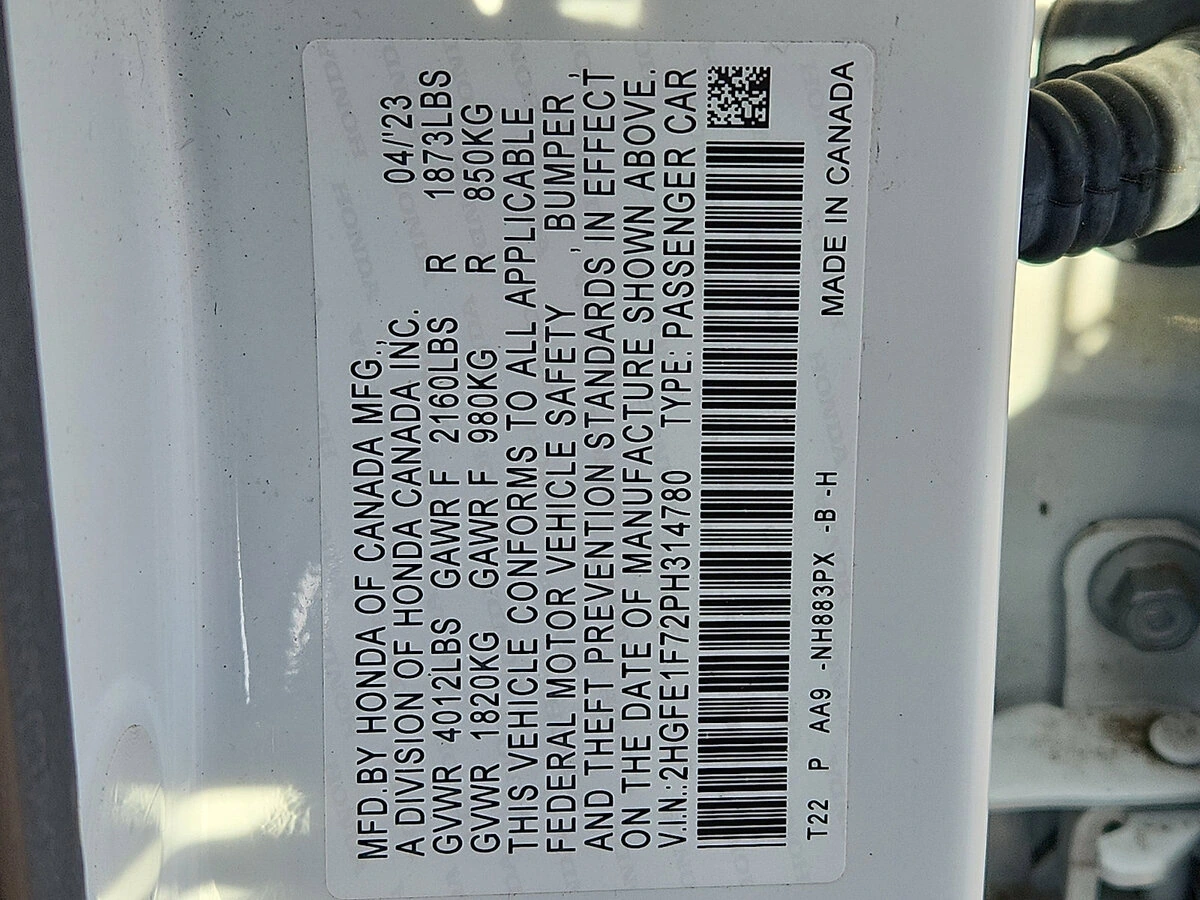 MFD.BY HONDA OF CANADA MFG.,
A DIVISION OF HONDA CANADA INC. 04/'23
GVWR 4012LBS GAWR F 2160LBS R 1873LBS
GVWR 1820KG GAWR F 980KG R 850KG
THIS VEHICLE CONFORMS TO ALL APPLICABLE
FEDERAL MOTOR VEHICLE SAFETY , BUMPER,
AND THEFT PREVENTION STANDARDS IN EFFECT
ON THE DATE OF MANUFACTURE SHOWN ABOVE.
V.I.N.:2HGFE1F72PH314780 TYPE: PASSENGER CAR
T22 P AA9 -NH883PX -B -H MADE IN CANADA